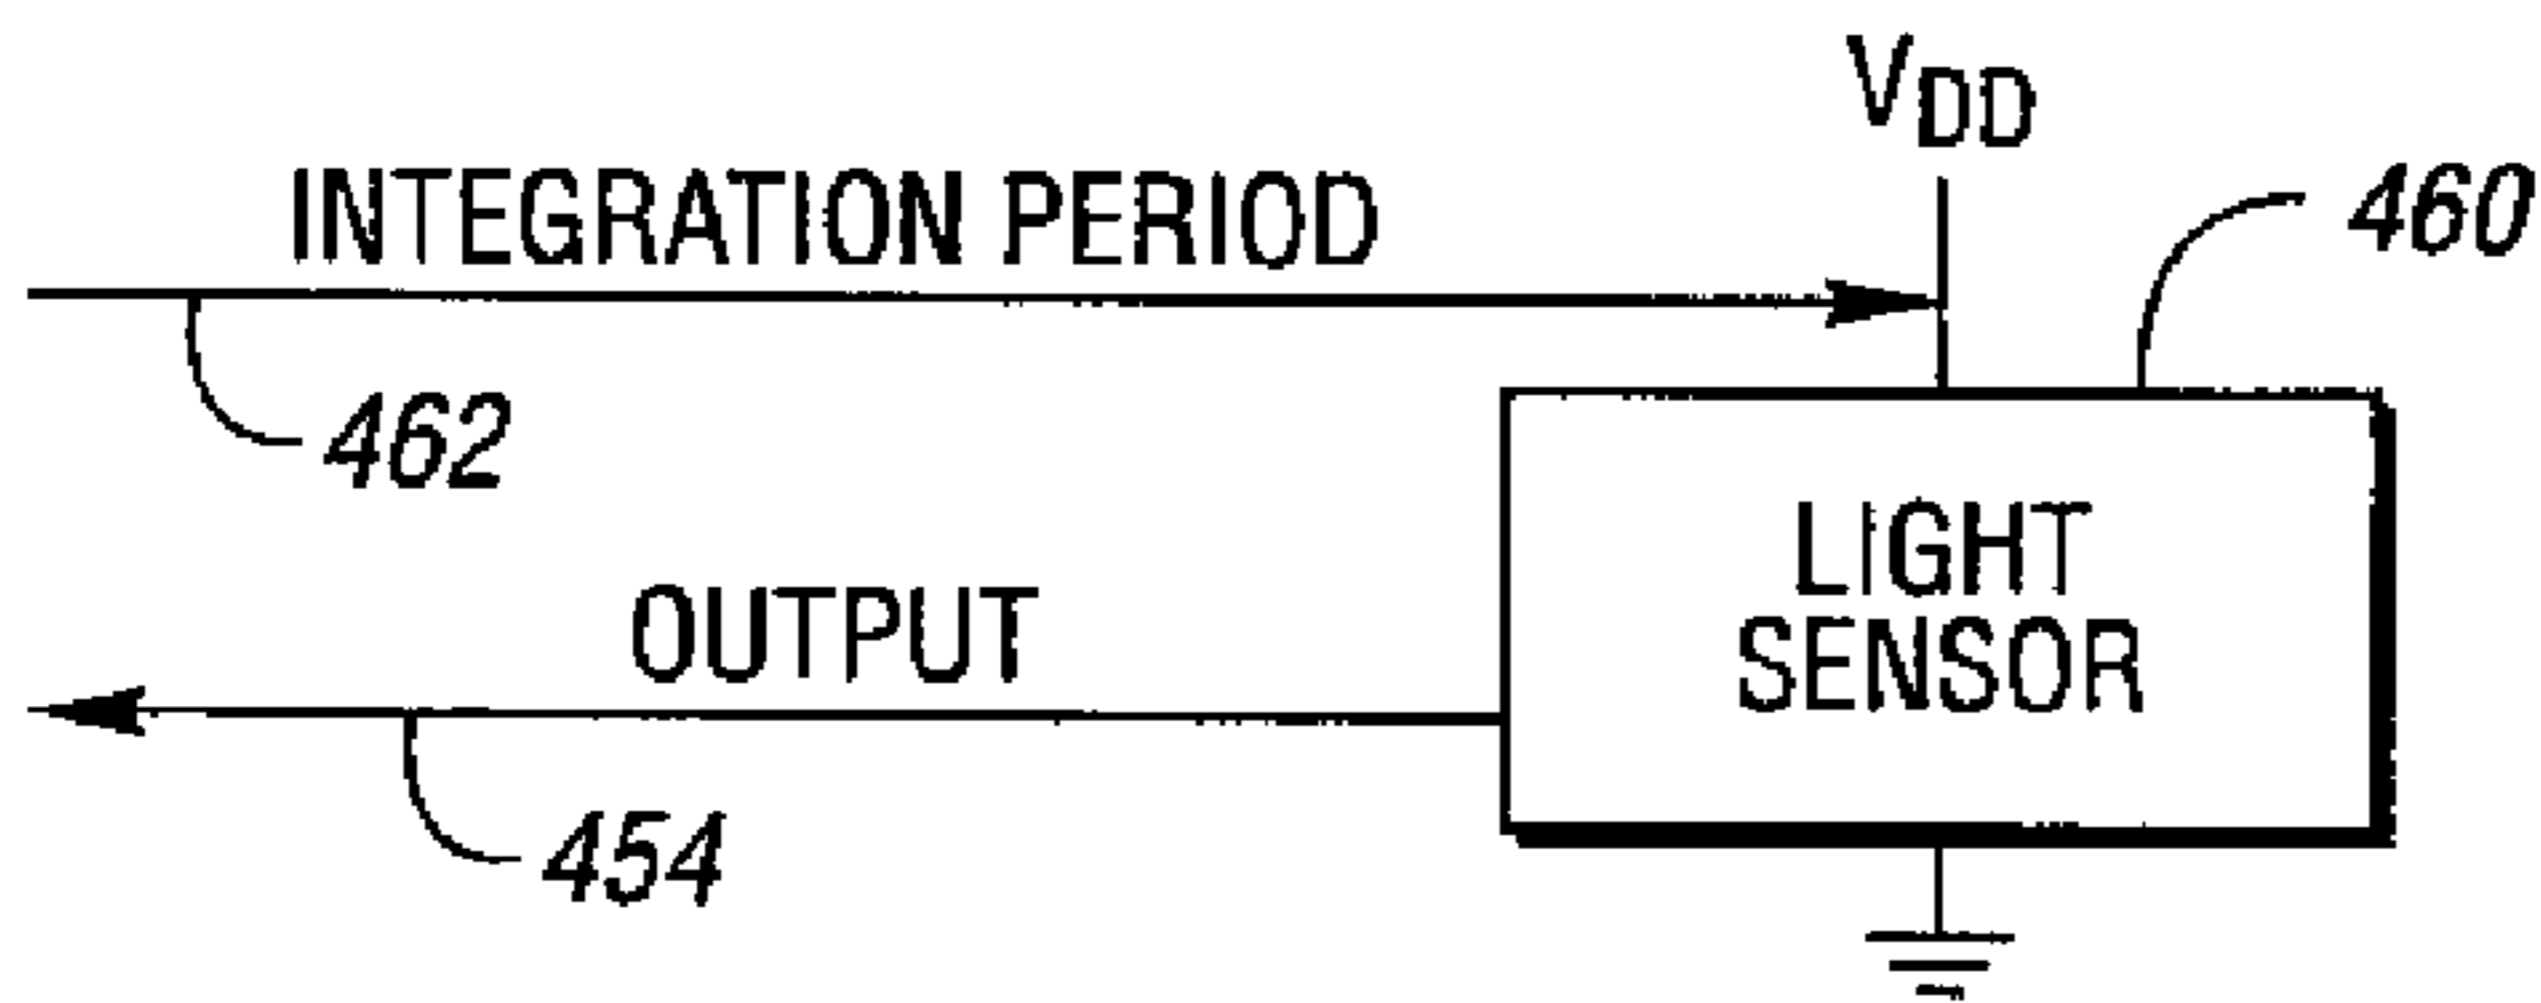 VDD
INTEGRATION PERIOD
460
462
LIGHT
SENSOR
OUTPUT
454